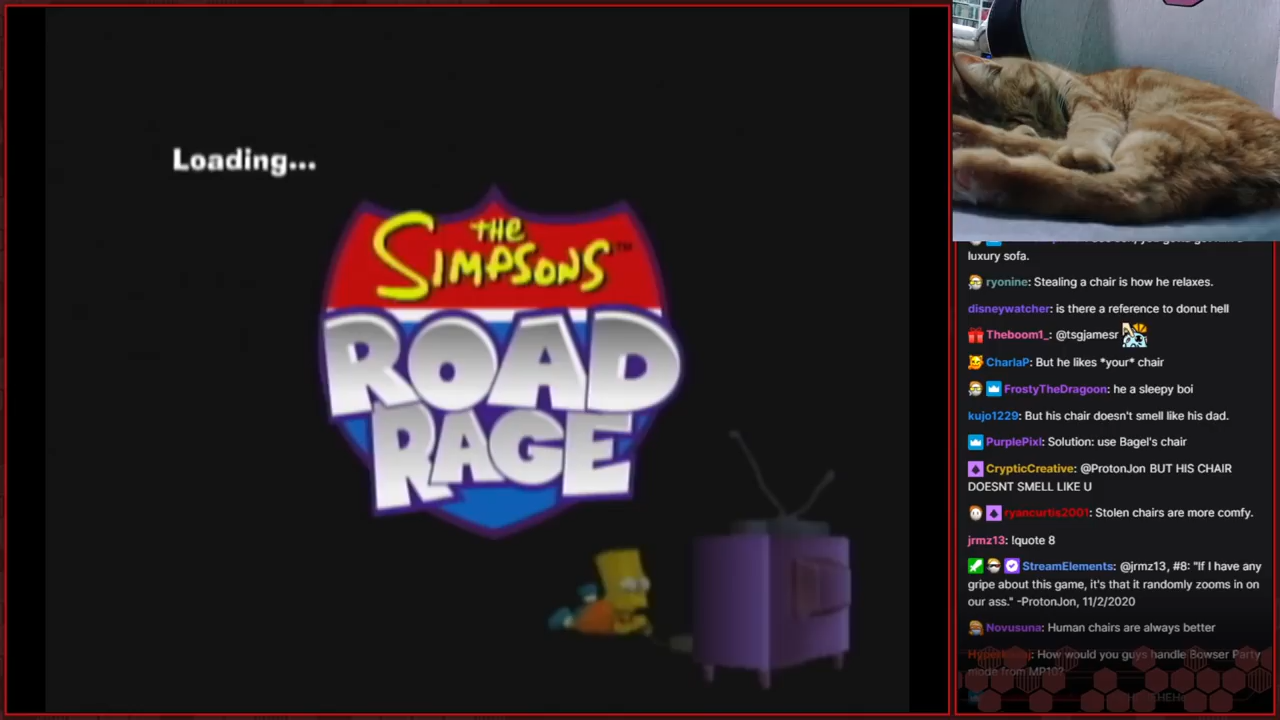 Loading...
THE
SIMPSONS
TM
ROAD
RAGE
luxury sofa.
ryonine: Stealing a chair is how he relaxes.
disneywatcher: is there a reference to donut hell
Theboom1_: @tsgjamesr
CharlaP: But he likes *your* chair
FrostyTheDragoon: he a sleepy boi
kujo1229: But his chair doesn't smell like his dad.
PurplePixl: Solution: use Bagel's chair
CrypticCreative: @ProtonJon BUT HIS CHAIR
DOESNT SMELL LIKE U
ryancurtis2001: Stolen chairs are more comfy.
jrmz13: !quote 8
StreamElements: @jrmz13, #8: "If I have any
gripe about this game, it's that it randomly zooms in on
our ass." -ProtonJon, 11/2/2020
Novusuna: Human chairs are always better
How would you guys handle Bowser Party
mode from MP10?